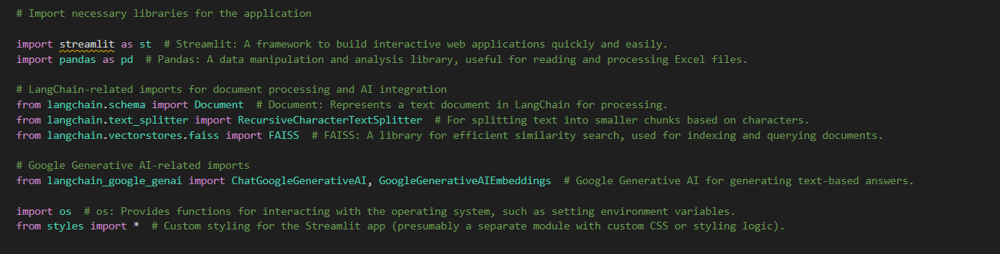 # Import necessary libraries for the application
import streamlit as st  # Streamlit: A framework to build interactive web applications quickly and easily.
import pandas as pd  # Pandas: A data manipulation and analysis library, useful for reading and processing Excel files.
# LangChain-related imports for document processing and AI integration
from langchain.schema import Document  # Document: Represents a text document in LangChain for processing.
from langchain.text_splitter import RecursiveCharacterTextSplitter  # For splitting text into smaller chunks based on characters.
from langchain.vectorstores.faiss import FAISS  # FAISS: A library for efficient similarity search, used for indexing and querying documents.
# Google Generative AI-related imports
from langchain_google_genai import ChatGoogleGenerativeAI, GoogleGenerativeAIEmbeddings  # Google Generative AI for generating text-based answers.
import os  # os: Provides functions for interacting with the operating system, such as setting environment variables.
from styles import *  # Custom styling for the Streamlit app (presumably a separate module with custom CSS or styling logic).